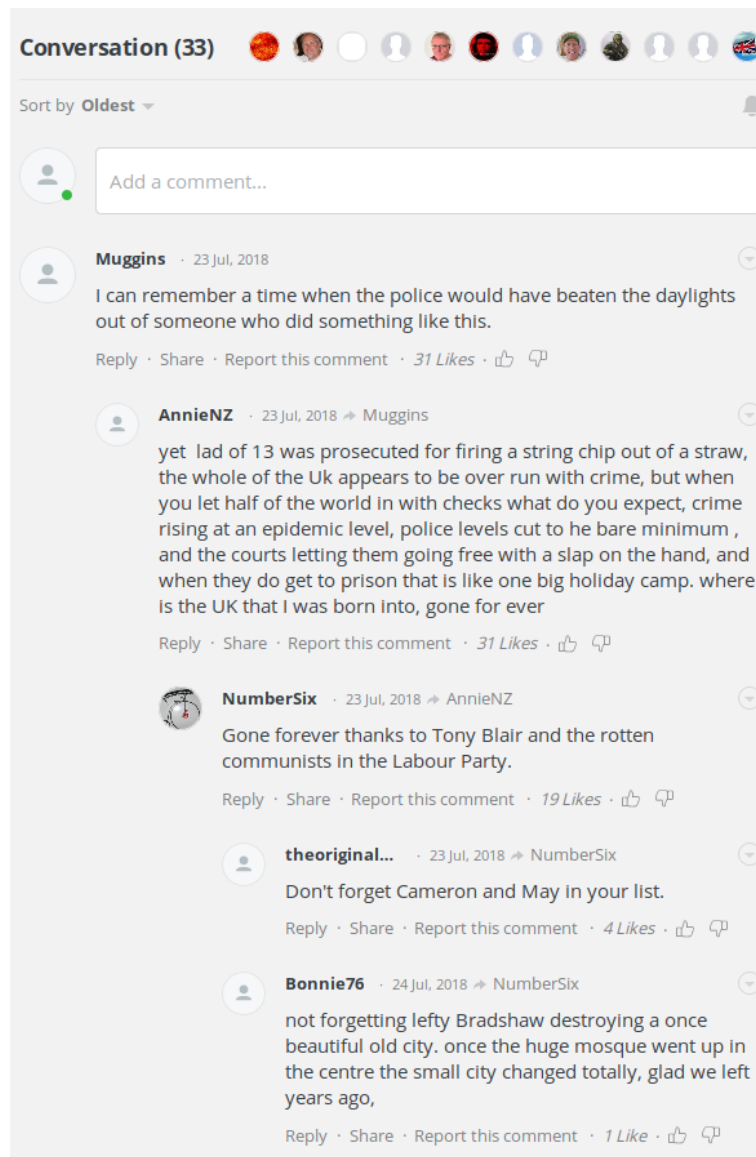 Conversation (33)
Sort by Oldest
Add a comment...
Muggins · 23 Jul, 2018
I can remember a time when the police would have beaten the daylights
out of someone who did something like this.
Reply · Share · Report this comment · 31 Likes ·
AnnieNZ · 23 Jul, 2018 Muggins
yet lad of 13 was prosecuted for firing a string chip out of a straw,
the whole of the Uk appears to be over run with crime, but when
you let half of the world in with checks what do you expect, crime
rising at an epidemic level, police levels cut to he bare minimum ,
and the courts letting them going free with a slap on the hand, and
when they do get to prison that is like one big holiday camp. where
is the UK that I was born into, gone for ever
Reply · Share · Report this comment · 31 Likes ·
NumberSix · 23 Jul, 2018 AnnieNZ
Gone forever thanks to Tony Blair and the rotten
communists in the Labour Party.
Reply · Share · Report this comment · 19 Likes ·
theoriginal... · 23 Jul, 2018 NumberSix
Don't forget Cameron and May in your list.
Reply · Share · Report this comment · 4 Likes ·
Bonnie76 · 24 Jul, 2018 NumberSix
not forgetting lefty Bradshaw destroying a once
beautiful old city. once the huge mosque went up in
the centre the small city changed totally, glad we left
years ago,
Reply · Share · Report this comment · 1 Like ·